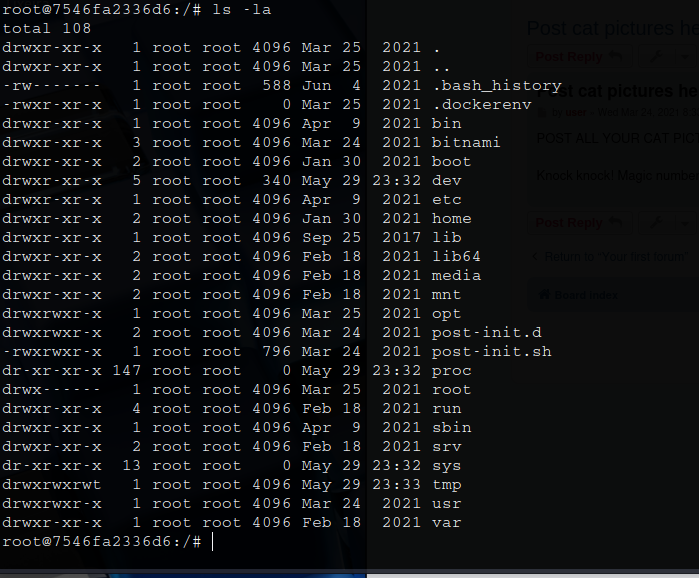 root@7546fa2336d6:/# ls -la
total 108
drwxr-xr-x   1 root root 4096 Mar 25  2021 .
drwxr-xr-x   1 root root 4096 Mar 25  2021 ..
-rw-------   1 root root  588 Jun  4  2021 .bash_history
-rwxr-xr-x   1 root root    0 Mar 25  2021 .dockerenv
drwxr-xr-x   1 root root 4096 Apr  9  2021 bin
drwxr-xr-x   3 root root 4096 Mar 24  2021 bitnami
drwxr-xr-x   2 root root 4096 Jan 30  2021 boot
drwxr-xr-x   5 root root  340 May 29 23:32 dev
drwxr-xr-x   1 root root 4096 Apr  9  2021 etc
drwxr-xr-x   2 root root 4096 Jan 30  2021 home
drwxr-xr-x   1 root root 4096 Sep 25  2017 lib
drwxr-xr-x   2 root root 4096 Feb 18  2021 lib64
drwxr-xr-x   2 root root 4096 Feb 18  2021 media
drwxr-xr-x   2 root root 4096 Feb 18  2021 mnt
drwxrwxr-x   1 root root 4096 Mar 25  2021 opt
drwxrwxr-x   2 root root 4096 Mar 24  2021 post-init.d
-rwxrwxr-x   1 root root  796 Mar 24  2021 post-init.sh
dr-xr-xr-x 147 root root    0 May 29 23:32 proc
drwx------   1 root root 4096 Mar 25  2021 root
drwxr-xr-x   4 root root 4096 Feb 18  2021 run
drwxr-xr-x   1 root root 4096 Apr  9  2021 sbin
drwxr-xr-x   2 root root 4096 Feb 18  2021 srv
dr-xr-xr-x  13 root root    0 May 29 23:32 sys
drwxrwxrwt   1 root root 4096 May 29 23:33 tmp
drwxrwxr-x   1 root root 4096 Mar 24  2021 usr
drwxr-xr-x   1 root root 4096 Feb 18  2021 var
root@7546fa2336d6:/#
Post cat pictures he
Post Reply
Post cat pictures he
by user » Wed Mar 24, 2021
POST ALL YOUR CAT PICT
Knock knock! Magic number
Post Reply
Return to "Your first forum"
Board index